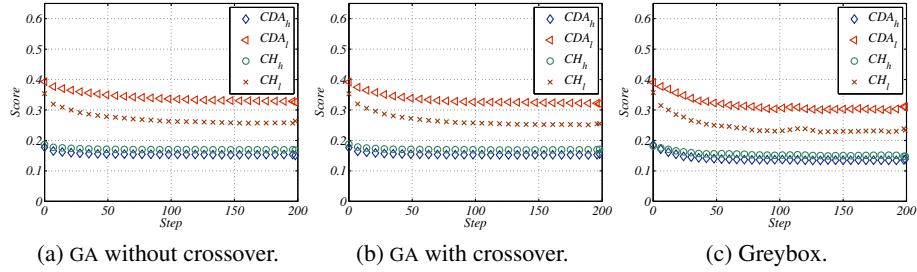 0.6
0.5
0.4
0.3
0.2
0.1
0
Score
0 50 100 150 200
Step
CDA_h
CDA_l
CH_h
CH_l
(a) GA without crossover.
0.6
0.5
0.4
0.3
0.2
0.1
0
Score
0 50 100 150 200
Step
CDA_h
CDA_l
CH_h
CH_l
(b) GA with crossover.
0.6
0.5
0.4
0.3
0.2
0.1
0
Score
0 50 100 150 200
Step
CDA_h
CDA_l
CH_h
CH_l
(c) Greybox.